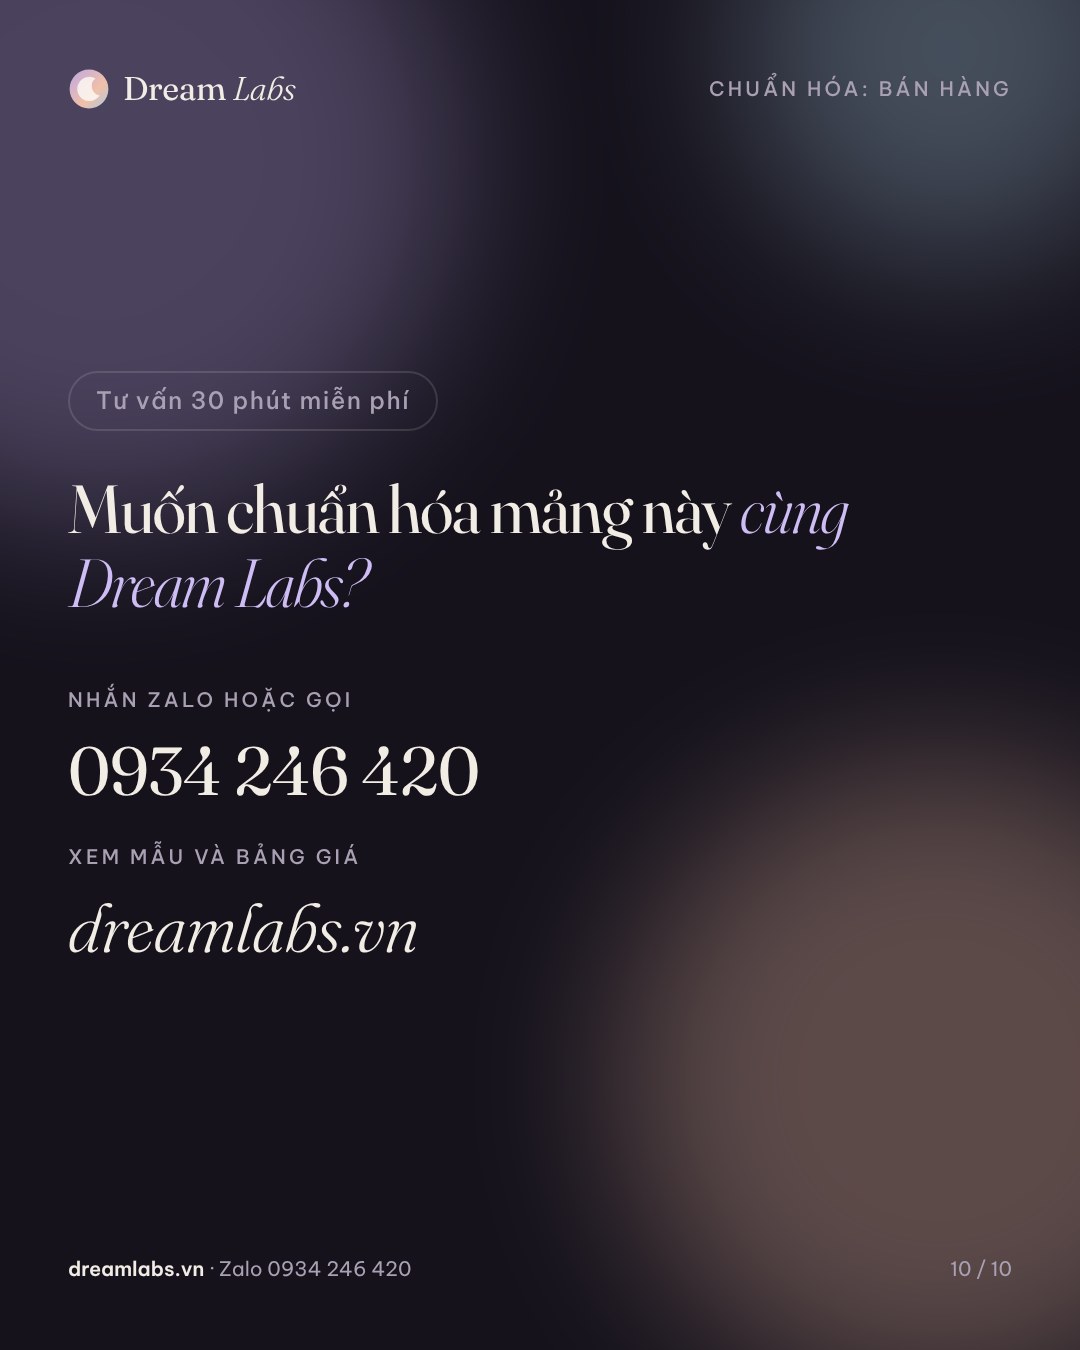 Dream Labs
CHUẨN HÓA: BÁN HÀNG
Tư vấn 30 phút miễn phí
Muốn chuẩn hóa mảng này cùng
Dream Labs?
NHẮN ZALO HOẶC GỌI
0934 246 420
XEM MẪU VÀ BẢNG GIÁ
dreamlabs.vn
dreamlabs.vn · Zalo 0934 246 420
10 / 10